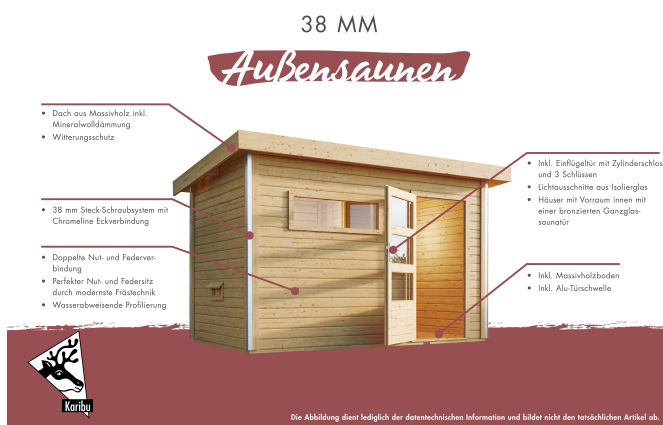 38 MM
Außensaunen
• Dach aus Massivholz inkl.
Mineralwolldämmung
• Witterungsschutz
• 38 mm Steck-Schraubsystem mit
Chromeline Eckverbindung
• Doppelte Nut- und Federver-
bindung
• Perfekter Nut- und Federsitz
durch modernste Frästechnik
• Wasserabweisende Profilierung
• Inkl. Einflügeltür mit Zylinderschlos
und 3 Schlüssen
• Lichtausschnitte aus Isolierglas
• Häuser mit Vorraum innen mit
einer bronzierten Ganzglas-
saunatür
• Inkl. Massivholzboden
• Inkl. Alu-Türschwelle
Karibu
Die Abbildung dient lediglich der datentechnischen Information und bildet nicht den tatsächlichen Artikel ab.